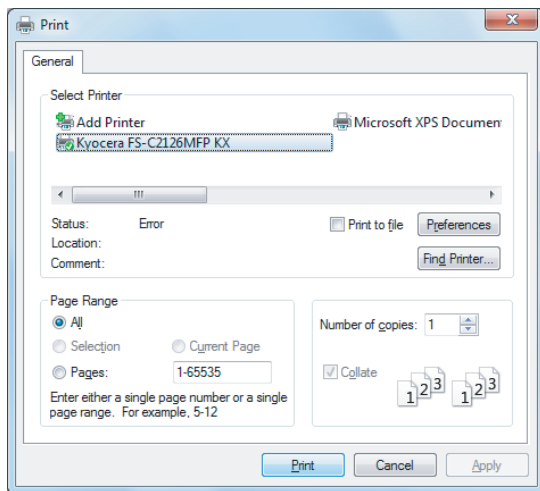 Print
General
Select Printer
Add Printer
Microsoft XPS Documen
Kyocera FS-C2126MFP KX
Status: Error
Print to file
Preferences
Location:
Comment:
Find Printer...
Page Range
All
Selection
Current Page
Pages: 1-65535
Enter either a single page number or a single
page range. For example, 5-12
Number of copies: 1
Collate
1 2 3 1 2 3
Print
Cancel
Apply